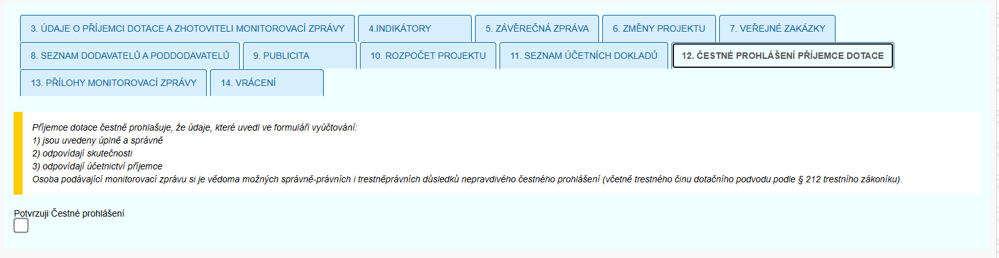 3. ÚDAJE O PŘÍJEMCI DOTACE A ZHOTOVITELI MONITOROVACÍ ZPRÁVY
4.INDIKÁTORY
5. ZÁVĚREČNÁ ZPRÁVA
6. ZMĚNY PROJEKTU
7. VEŘEJNÉ ZAKÁZKY
8. SEZNAM DODAVATELŮ A PODDODAVATELŮ
9. PUBLICITA
10. ROZPOČET PROJEKTU
11. SEZNAM ÚČETNÍCH DOKLADŮ
12. ČESTNÉ PROHLÁŠENÍ PŘÍJEMCE DOTACE
13. PŘÍLOHY MONITOROVACÍ ZPRÁVY
14. VRÁCENÍ
Příjemce dotace čestně prohlašuje, že údaje, které uvedl ve formuláři vyúčtování:
1) jsou uvedeny úplně a správně
2) odpovídají skutečnosti
3) odpovídají účetnictví příjemce
Osoba podávající monitorovací zprávu si je vědoma možných správně-právních i trestněprávních důsledků nepravdivého čestného prohlášení (včetně trestného činu dotačního podvodu podle § 212 trestního zákoníku).
Potvrzuji Čestné prohlášení